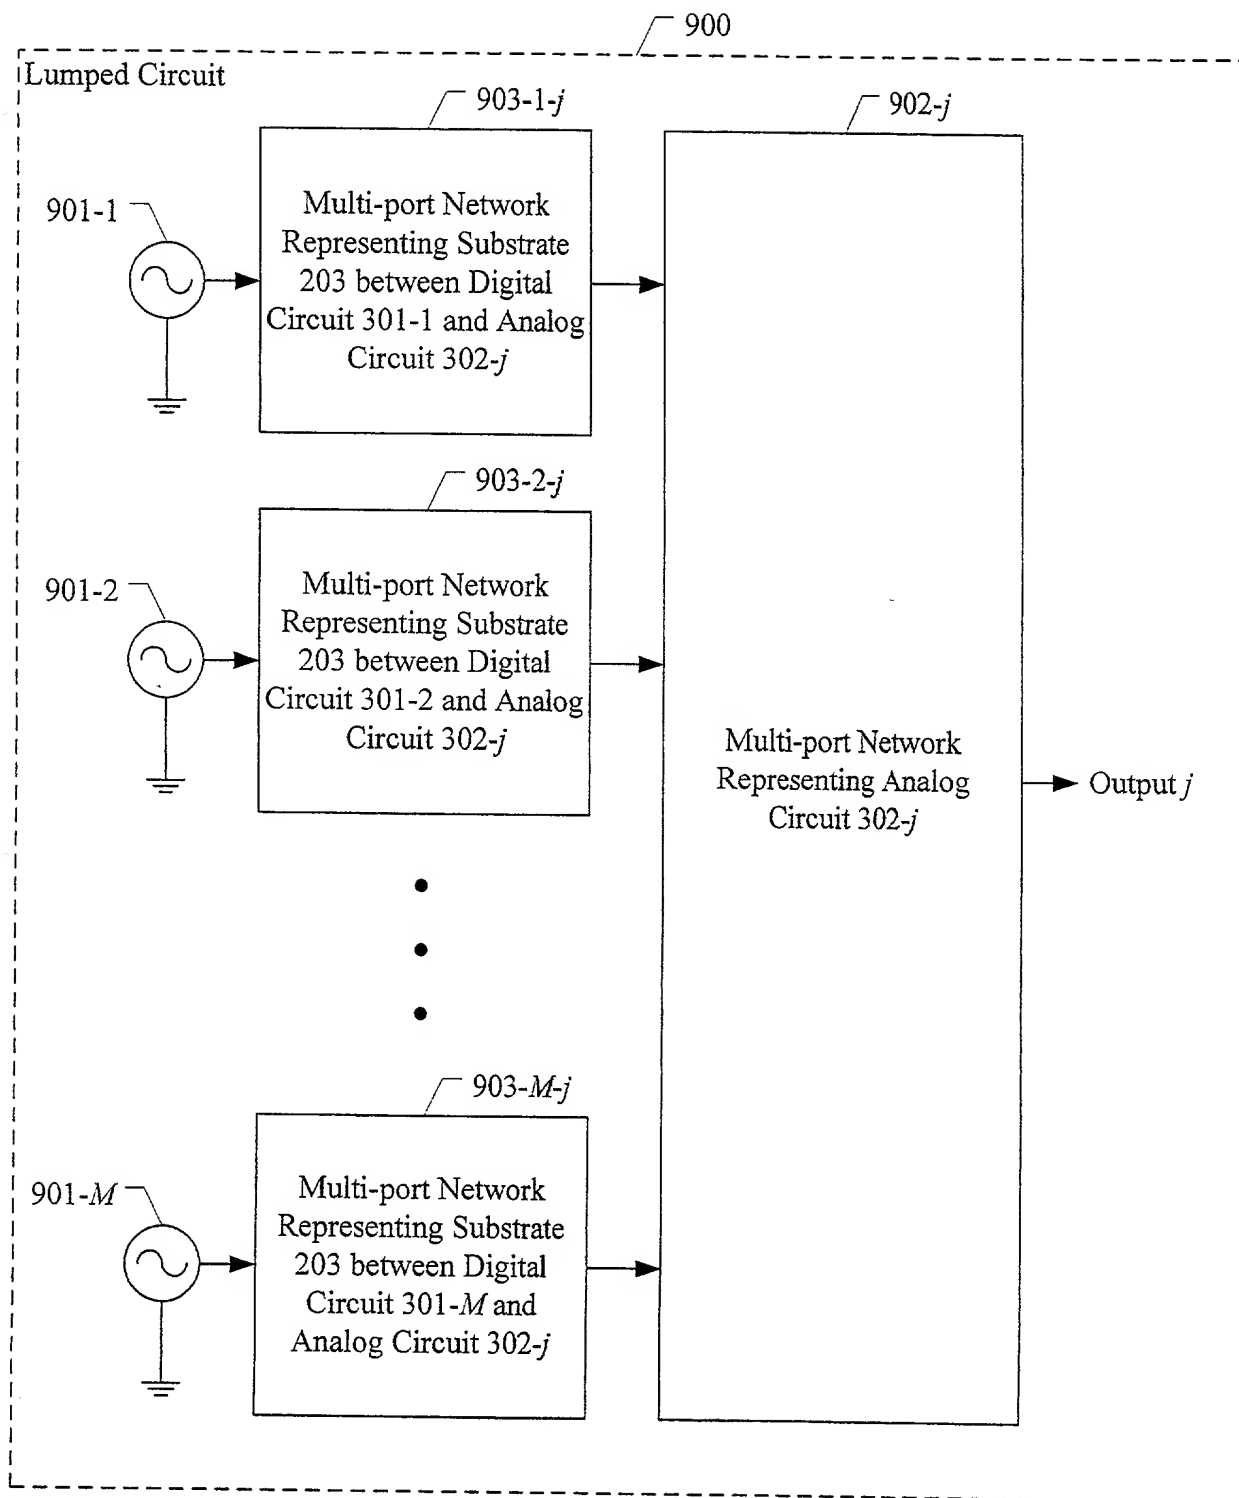 900
Lumped Circuit
903-1-j
902-j
901-1
Multi-port Network
Representing Substrate
203 between Digital
Circuit 301-1 and Analog
Circuit 302-j
903-2-j
901-2
Multi-port Network
Representing Substrate
203 between Digital
Circuit 301-2 and Analog
Circuit 302-j
Multi-port Network
Representing Analog
Circuit 302-j
Output j
903-M-j
901-M
Multi-port Network
Representing Substrate
203 between Digital
Circuit 301-M and
Analog Circuit 302-j